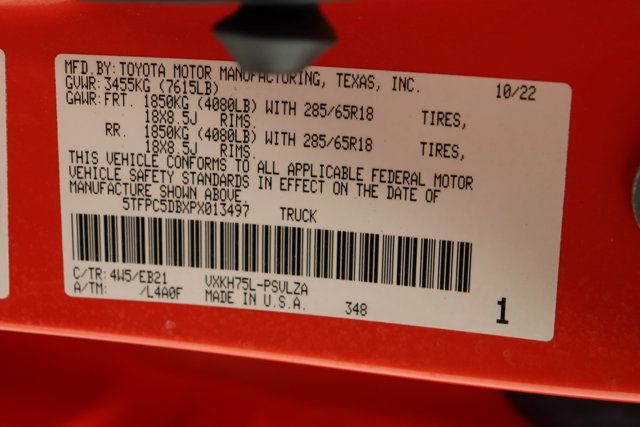 MFD.BY:TOYOTA MOTOR MANUFACTURING, TEXAS, INC. 10/22
GVWR:3455KG (7615LB)
GAWR:FRT. 1850KG (4080LB) WITH 285/65R18 TIRES,
18X8.5J RIMS
RR. 1850KG (4080LB) WITH 285/65R18 TIRES,
18X8.5J RIMS
THIS VEHICLE CONFORMS TO ALL APPLICABLE FEDERAL MOTOR
VEHICLE SAFETY STANDARDS IN EFFECT ON THE DATE OF
MANUFACTURE SHOWN ABOVE.
5TFPC5DBXPX013497 TRUCK
C/TR:4W5/EB21 VXKH75L-PSVLZA
A/TM: /L4A0F MADE IN U.S.A. 348 1